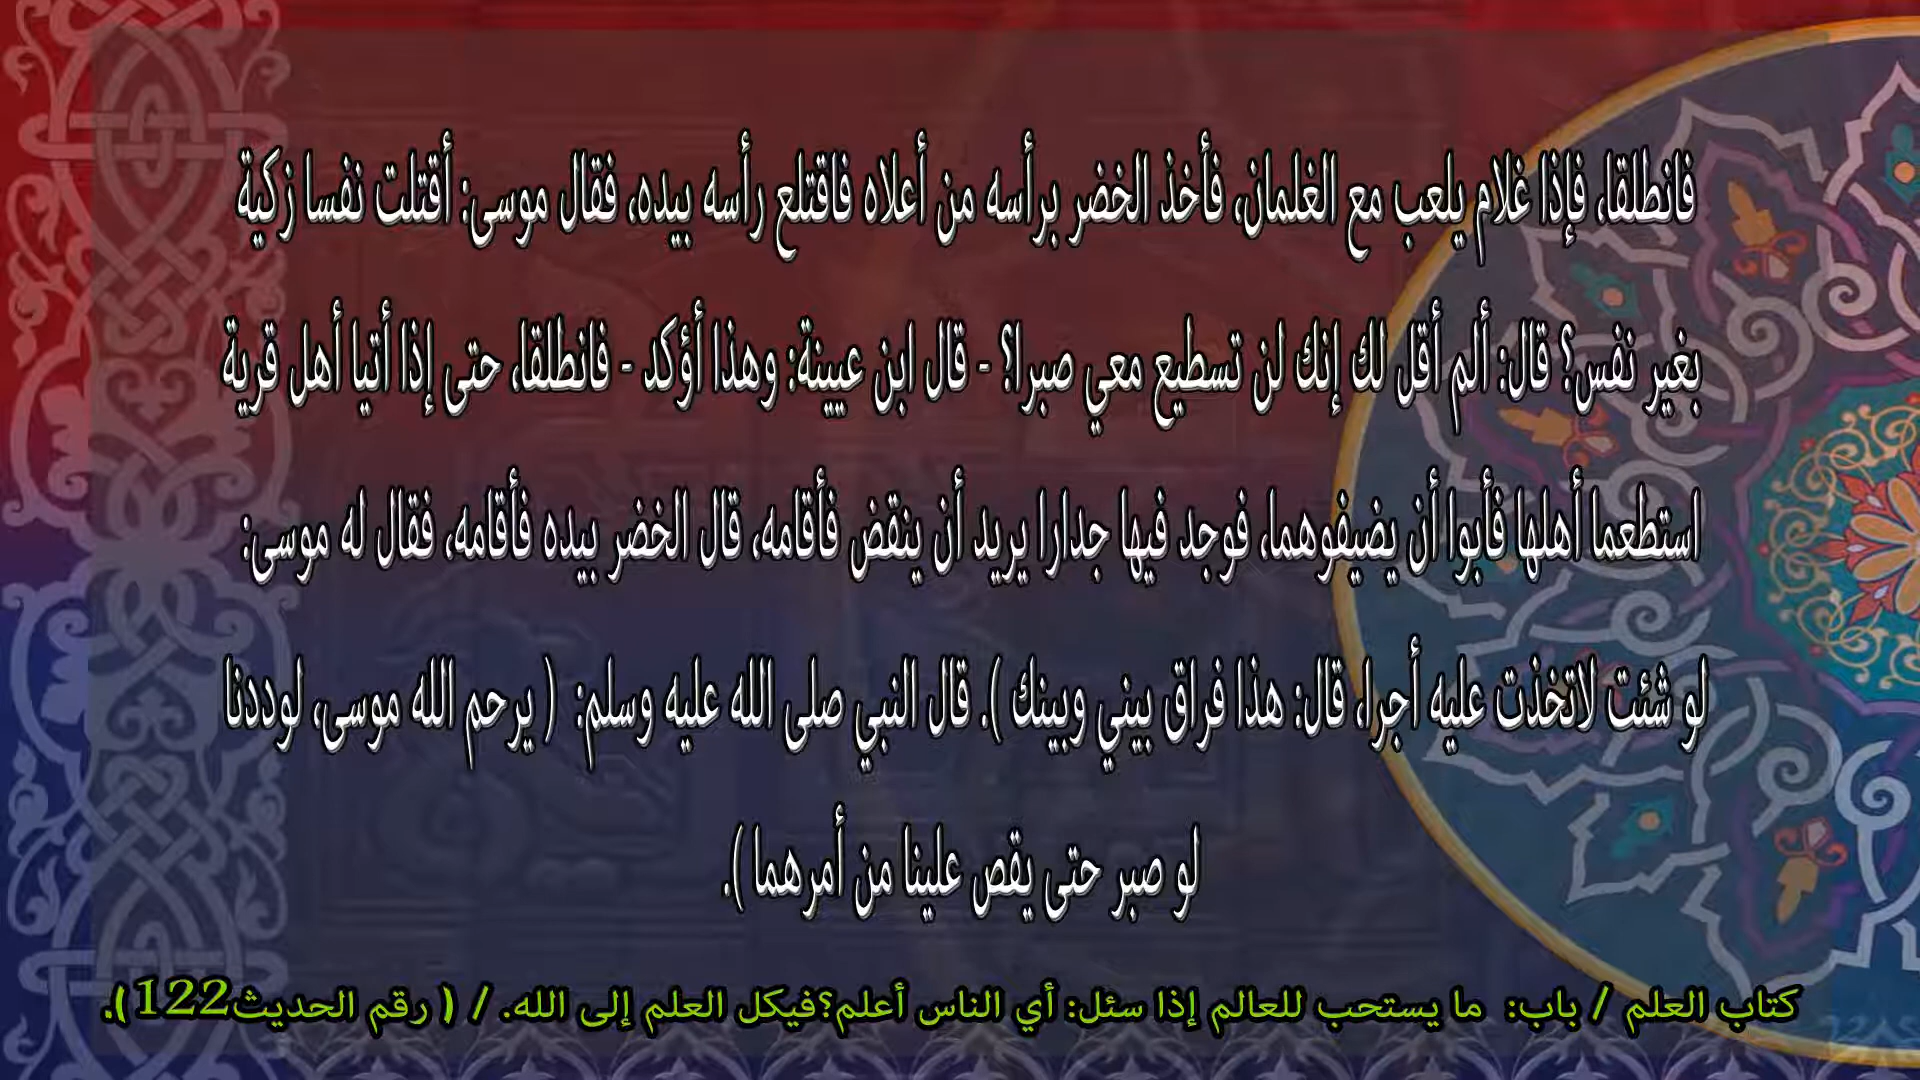 فانطلقا، فإذا غلام يلعب مع الغلمان، فأخذ الخضر برأسه من أعلاه فاقتلع رأسه بيده، فقال موسى: أقتلت نفسا زكية
بغير نفس؟ قال: ألم أقل لك إنك لن تسطيع معي صبرا؟ - قال ابن عيينة: وهذا أؤكد - فانطلقا، حتى إذا أتيا أهل قرية
استطعما أهلها فأبوا أن يضيفوهما، فوجد فيها جدارا يريد أن ينقض فأقامه، قال الخضر بيده فأقامه، فقال له موسى:
لو شئت لاتخذت عليه أجرا، قال: هذا فراق بيني وبينك ). قال النبي صلى الله عليه وسلم: ( يرحم الله موسى، لوددنا
لو صبر حتى يقص علينا من أمرهما ).
كتاب العلم / باب: ما يستحب للعالم إذا سئل: أي الناس أعلم؟فيكل العلم إلى الله. / ( رقم الحديث122).